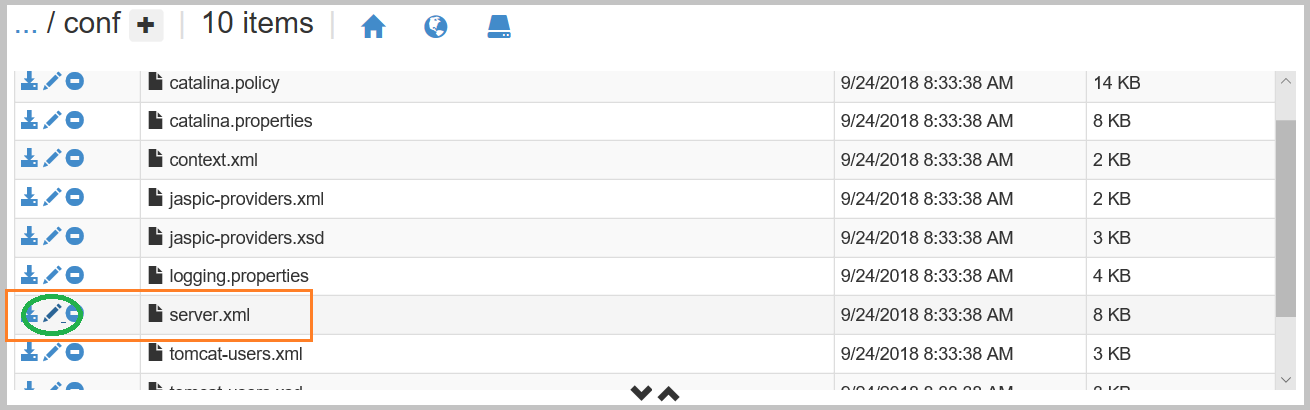 ... / conf 10 items
catalina.policy 9/24/2018 8:33:38 AM 14 KB
catalina.properties 9/24/2018 8:33:38 AM 8 KB
context.xml 9/24/2018 8:33:38 AM 2 KB
jaspic-providers.xml 9/24/2018 8:33:38 AM 2 KB
jaspic-providers.xsd 9/24/2018 8:33:38 AM 3 KB
logging.properties 9/24/2018 8:33:38 AM 4 KB
server.xml 9/24/2018 8:33:38 AM 8 KB
tomcat-users.xml 9/24/2018 8:33:38 AM 3 KB